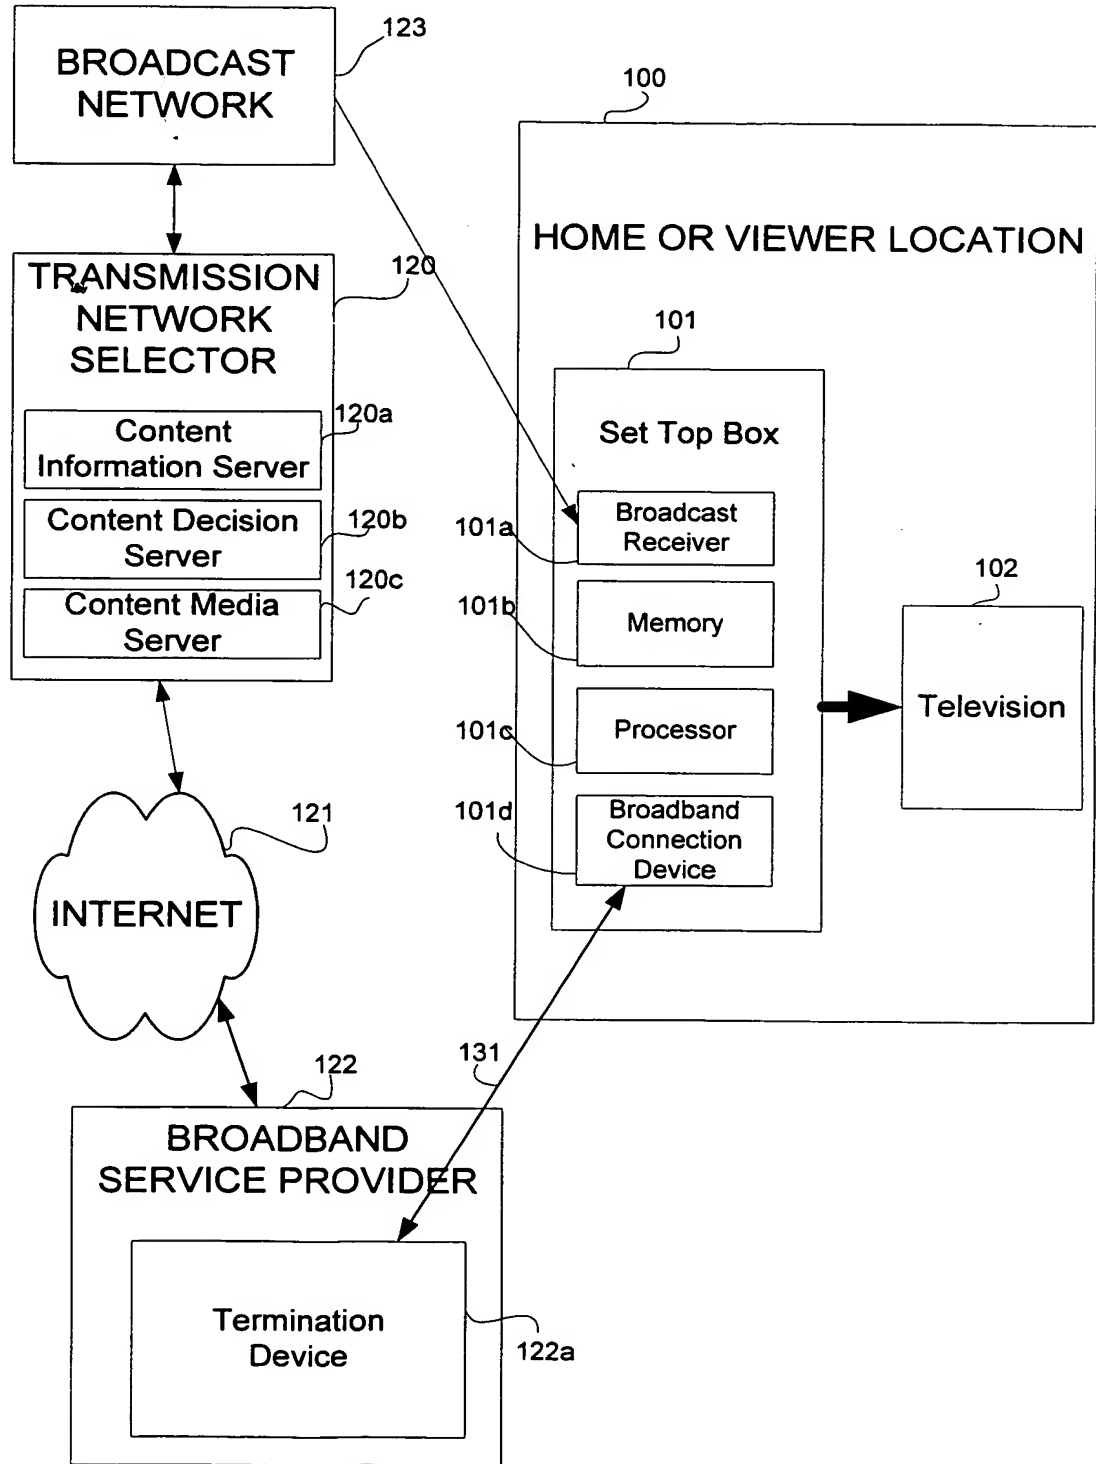 123
BROADCAST
NETWORK
100
HOME OR VIEWER LOCATION
TRANSMISSION
NETWORK
SELECTOR
120
120a
Content
Information Server
Content Decision
Server
120b
120c
Content Media
Server
101
Set Top Box
101a
Broadcast
Receiver
101b
Memory
101c
Processor
101d
Broadband
Connection
Device
102
Television
121
INTERNET
131
122
BROADBAND
SERVICE PROVIDER
Termination
Device
122a